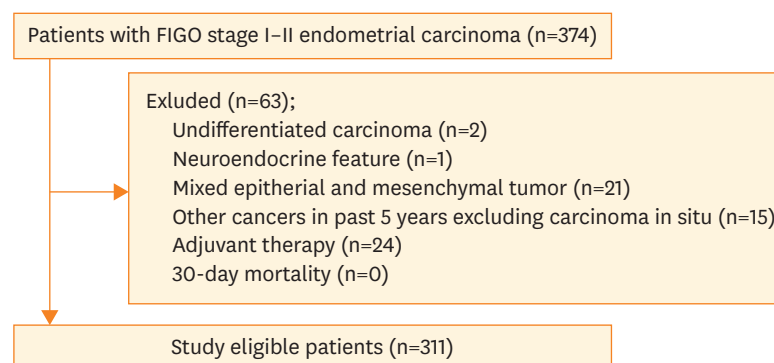 Patients with FIGO stage I–II endometrial carcinoma (n=374)
Exluded (n=63);
Undifferentiated carcinoma (n=2)
Neuroendocrine feature (n=1)
Mixed epitherial and mesenchymal tumor (n=21)
Other cancers in past 5 years excluding carcinoma in situ (n=15)
Adjuvant therapy (n=24)
30-day mortality (n=0)
Study eligible patients (n=311)